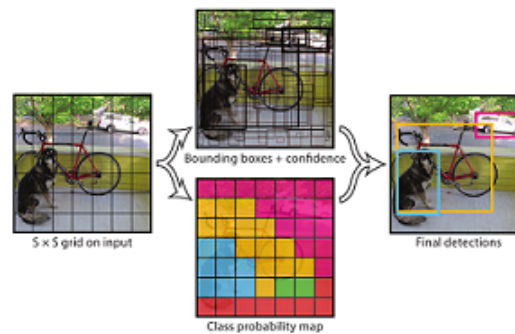 Bounding boxes + confidence
S × S grid on input
Final detections
Class probability map